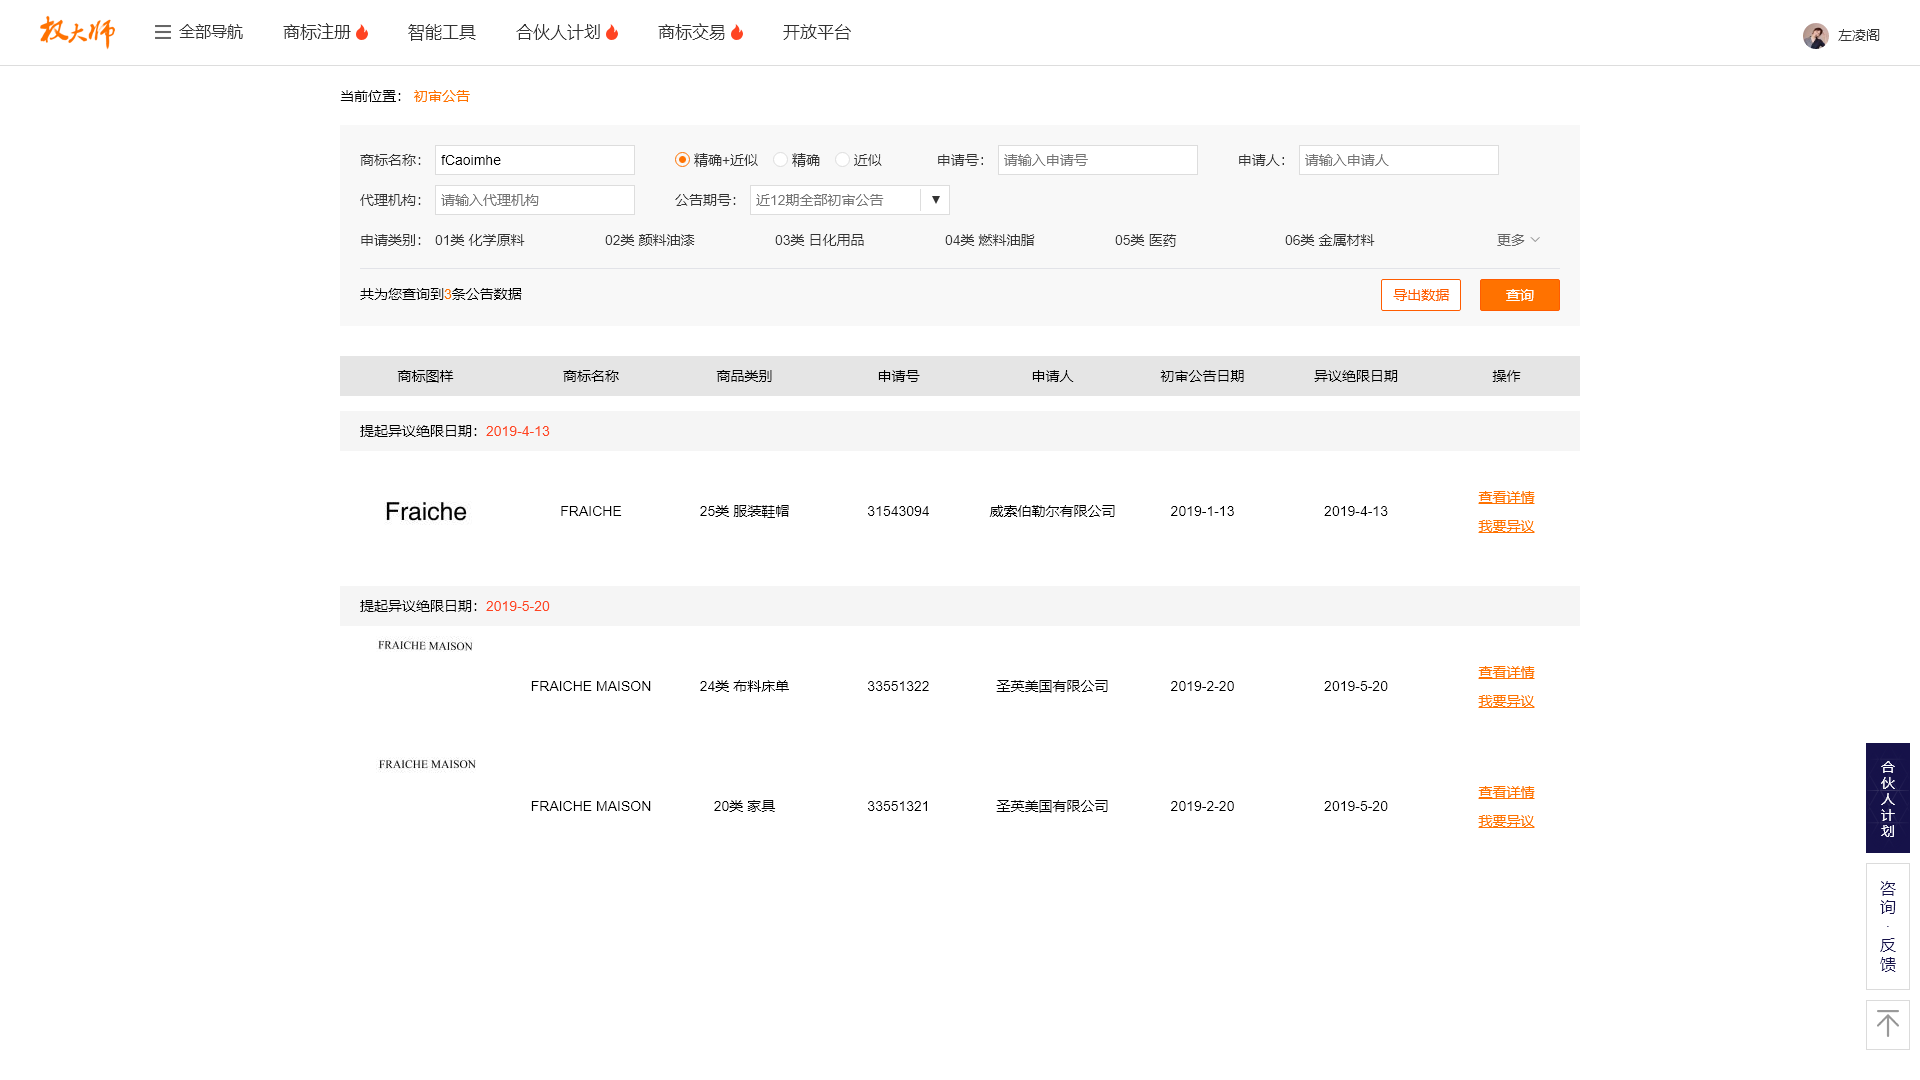 权大师 全部导航 商标注册 智能工具 合伙人计划 商标交易 开放平台 左凌阁
当前位置： 初审公告
商标名称： fCaoimhe 精确+近似 精确 近似 申请号： 请输入申请号 申请人： 请输入申请人
代理机构： 请输入代理机构 公告期号： 近12期全部初审公告 ▼
申请类别： 01类 化学原料 02类 颜料油漆 03类 日化用品 04类 燃料油脂 05类 医药 06类 金属材料 更多
共为您查询到3条公告数据 导出数据 查询
商标图样 商标名称 商品类别 申请号 申请人 初审公告日期 异议绝限日期 操作
提起异议绝限日期：2019-4-13
Fraiche FRAICHE 25类 服装鞋帽 31543094 威索伯勒尔有限公司 2019-1-13 2019-4-13 查看详情
我要异议
提起异议绝限日期：2019-5-20
FRAICHE MAISON
FRAICHE MAISON 24类 布料床单 33551322 圣英美国有限公司 2019-2-20 2019-5-20 查看详情
我要异议
FRAICHE MAISON
FRAICHE MAISON 20类 家具 33551321 圣英美国有限公司 2019-2-20 2019-5-20 查看详情
我要异议
合伙人计划
咨询·反馈